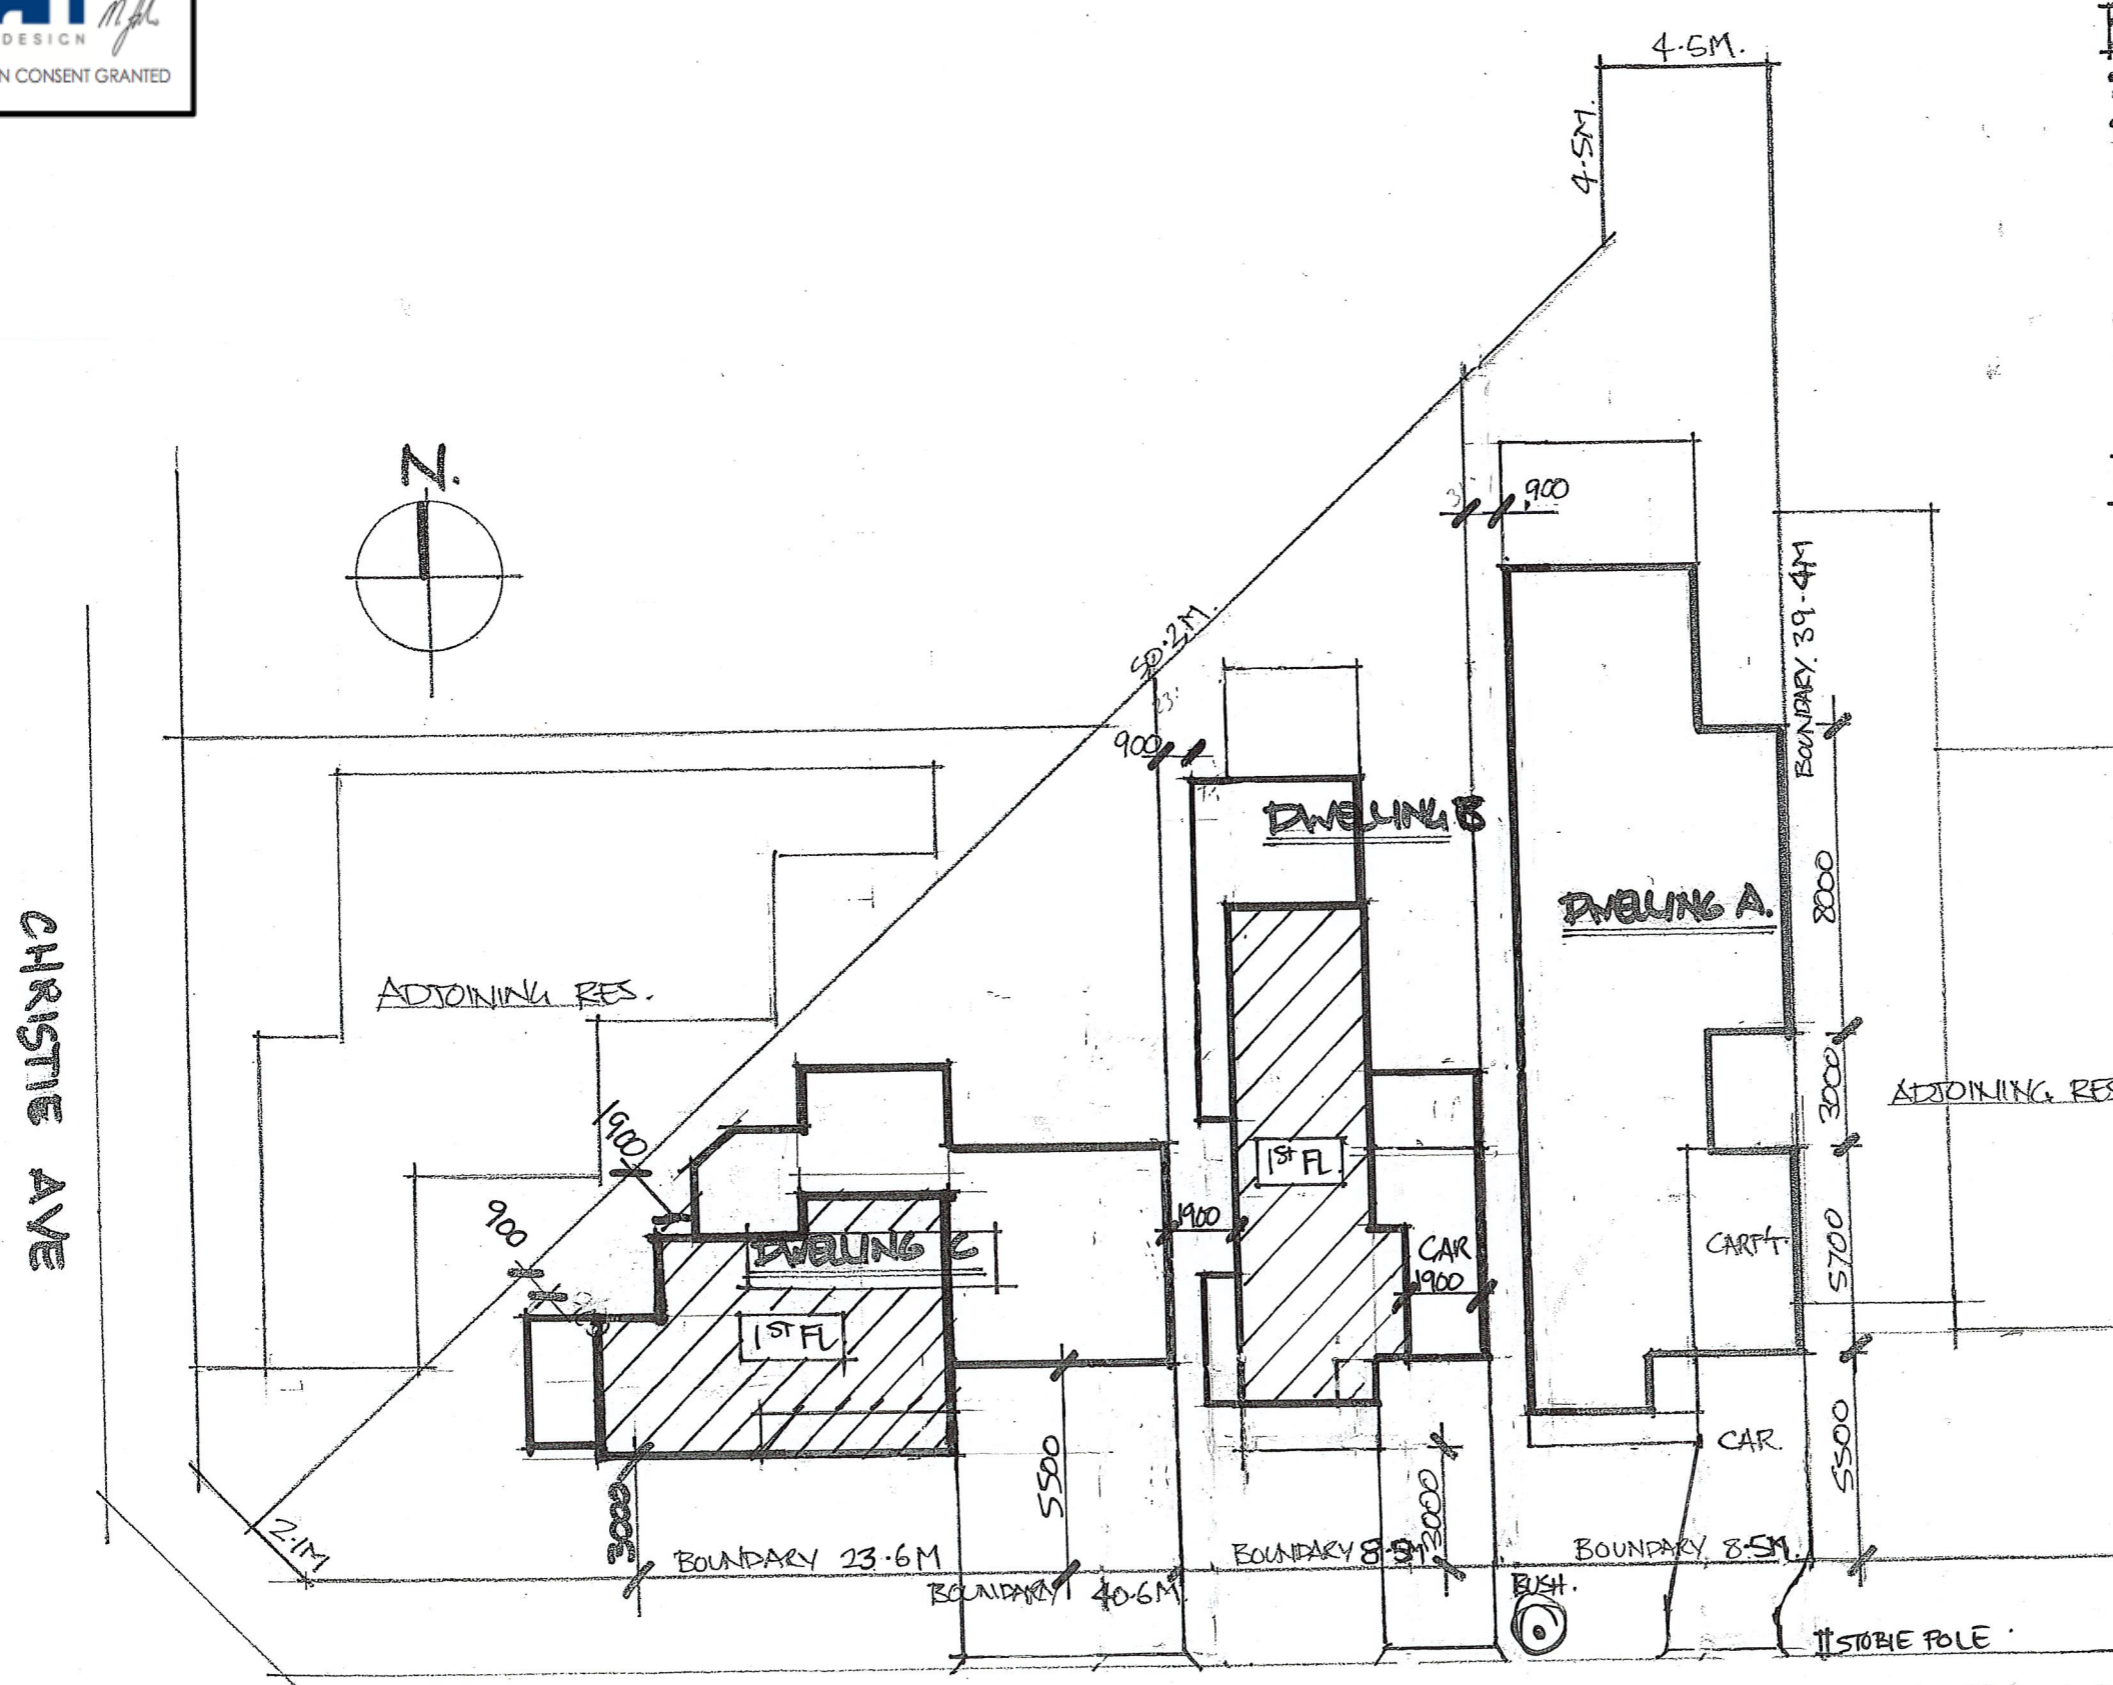 DESIGN
N CONSENT GRANTED
4.5M.
4.5M.
N.
900
BOUNDARY. 39.4M
50.2M.
900
DWELLING B
DWELLING A.
8000
CHRISTIE AVE
ADJOINING RES.
3000
ADJOINING RES
900
1ST FL.
900
1900
DWELLING C
CAR
1900
CARPT.
5700
1ST FL
CAR.
5500
5500
3000
3000
2.1M
BOUNDARY 23.6M
BOUNDARY 8.5M
BOUNDARY 8.5M.
BOUNDARY 40.6M
BUSH.
STOBIE POLE